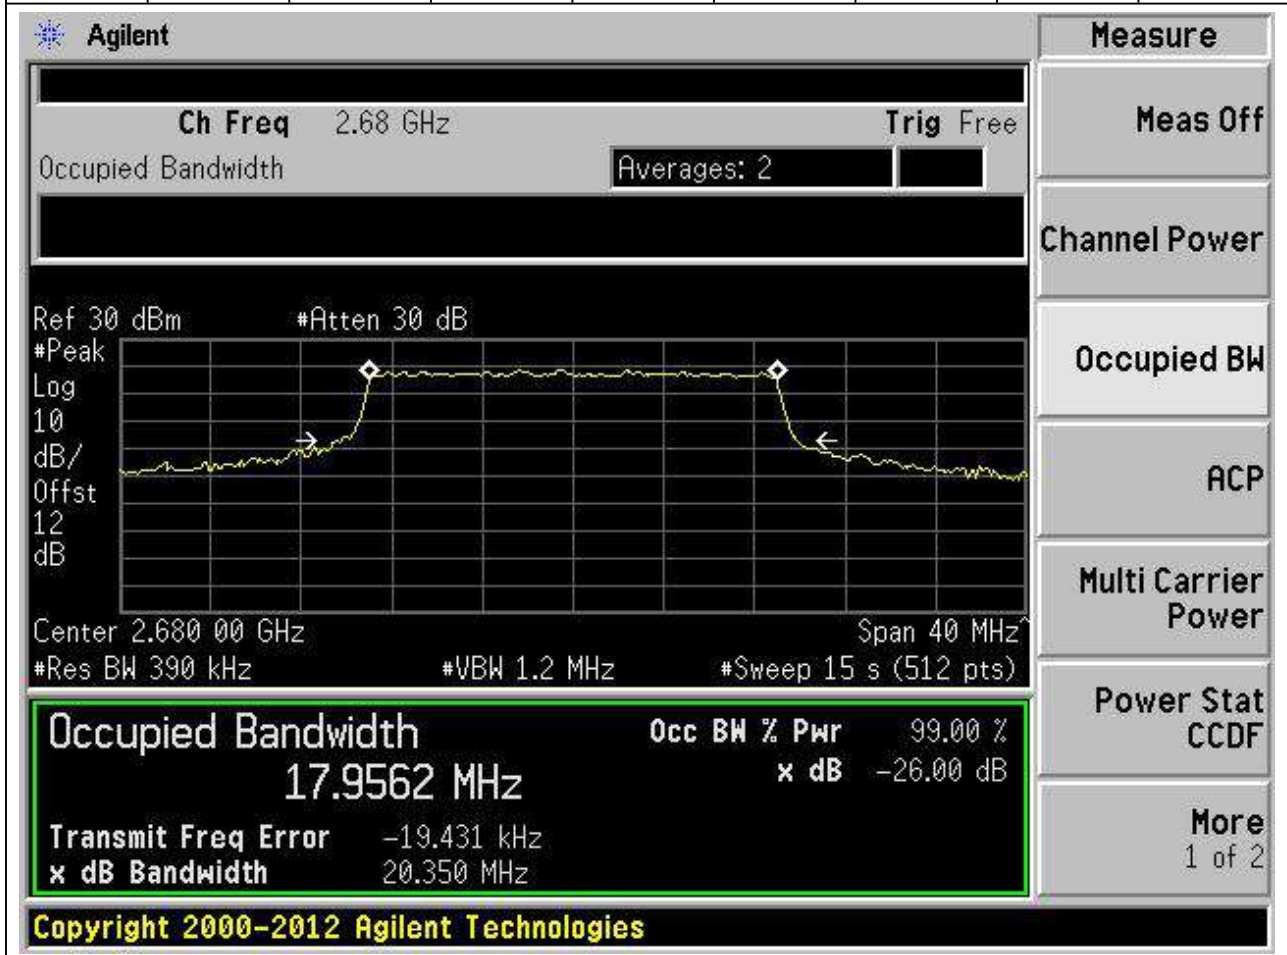 Agilent
Measure
Ch Freq 2.68 GHz Trig Free
Meas Off
Occupied Bandwidth Averages: 2
Channel Power
Ref 30 dBm #Atten 30 dB
#Peak
Log
10
dB/
Offst
12
dB
Occupied BW
ACP
Center 2.680 00 GHz Span 40 MHz^
#Res BW 390 kHz #VBW 1.2 MHz #Sweep 15 s (512 pts)
Multi Carrier
Power
Occupied Bandwidth Occ BW % Pwr 99.00 %
17.9562 MHz x dB -26.00 dB
Power Stat
CCDF
Transmit Freq Error -19.431 kHz
x dB Bandwidth 20.350 MHz
More
1 of 2
Copyright 2000-2012 Agilent Technologies